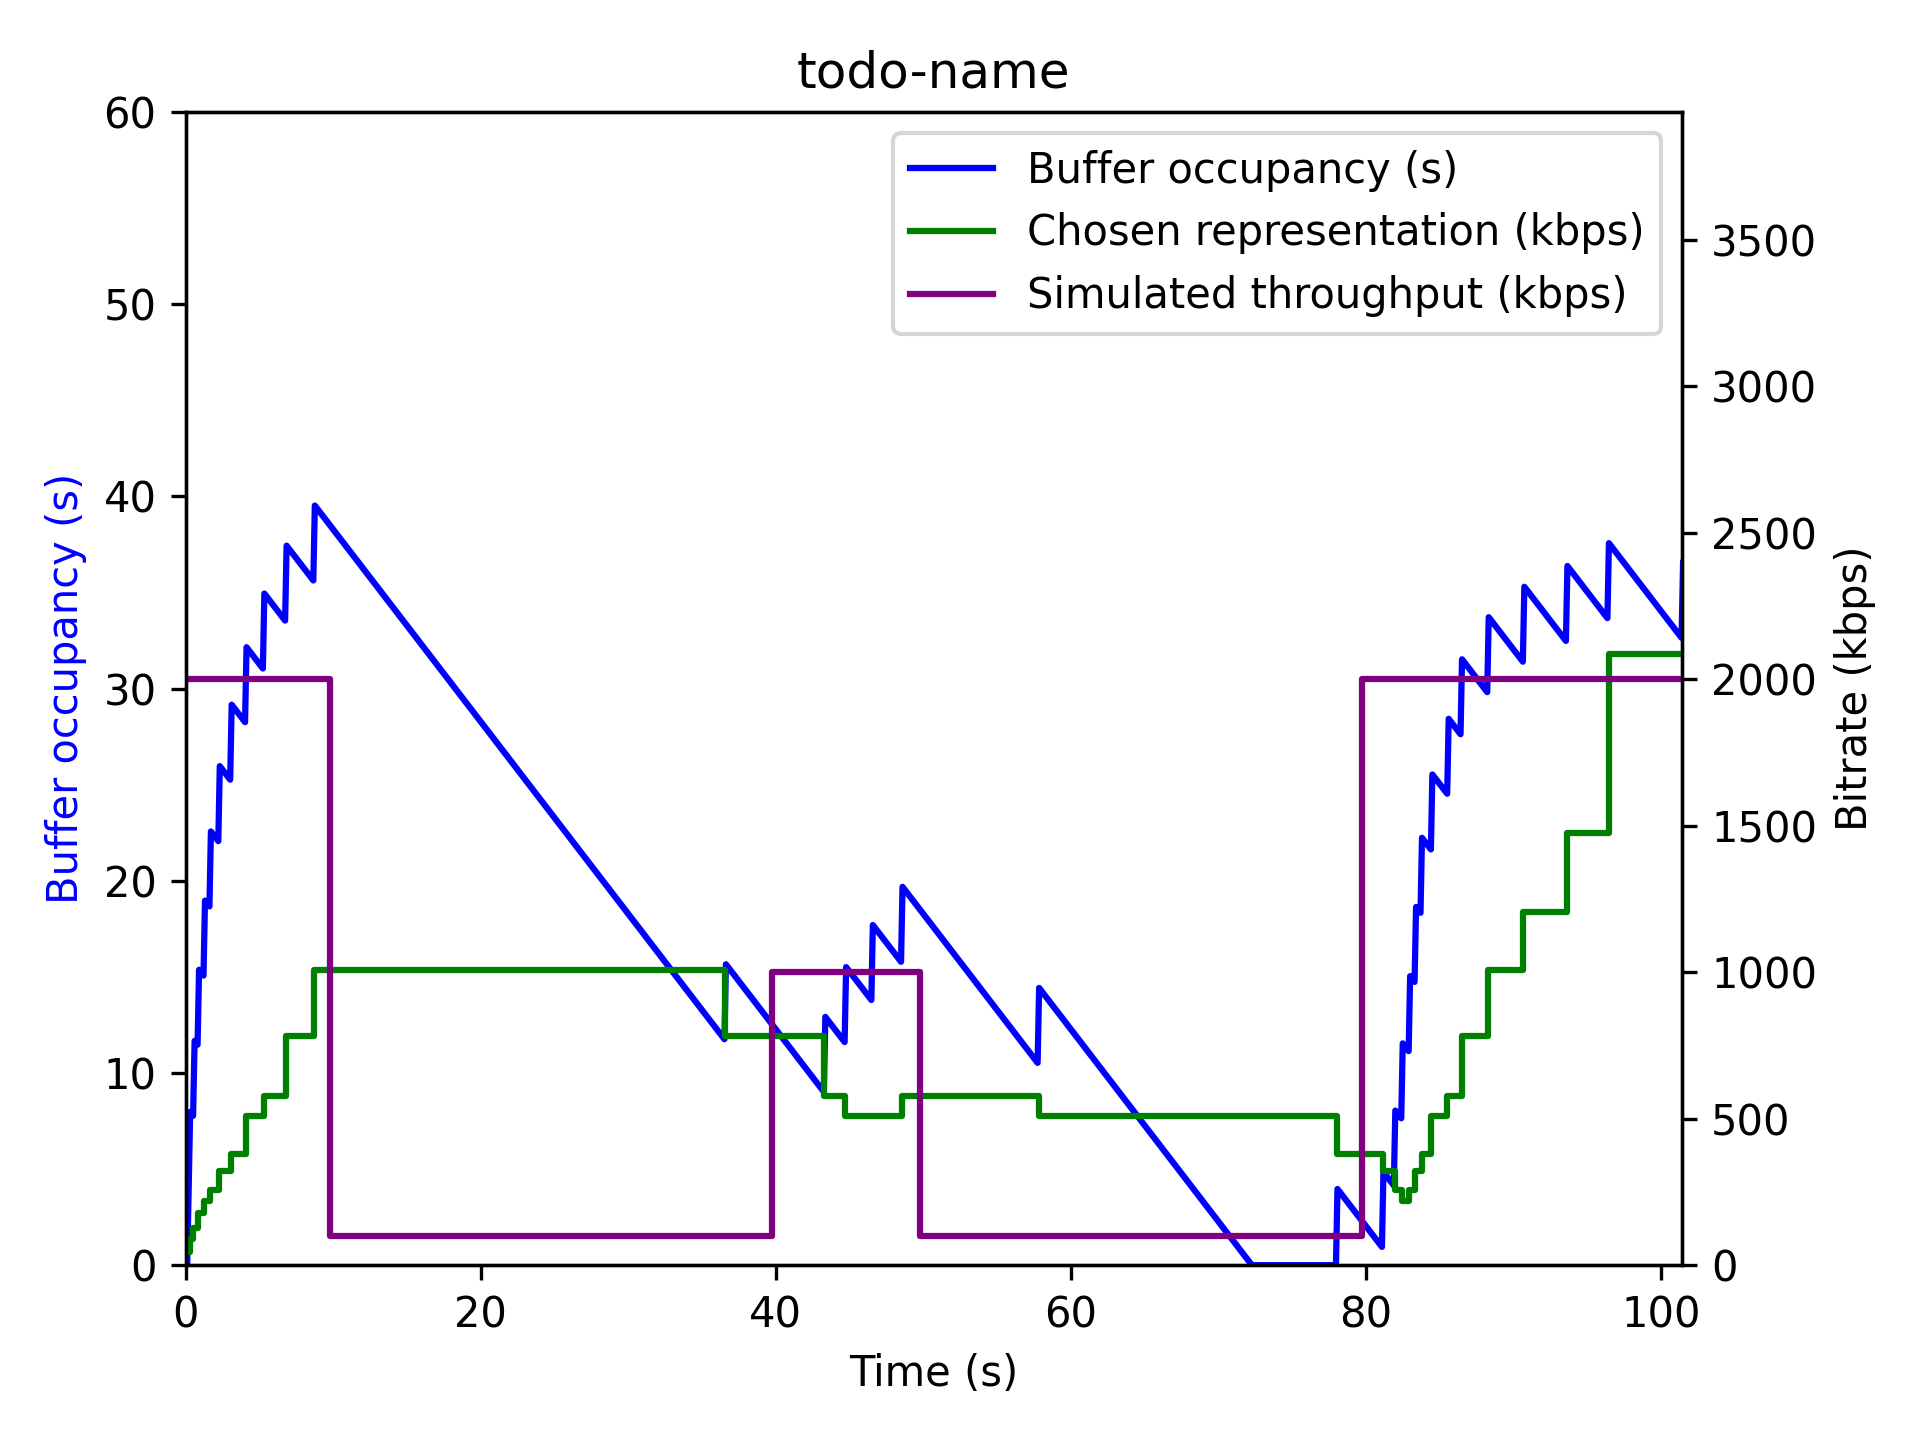 todo-name
Buffer occupancy (s)
Chosen representation (kbps)
Simulated throughput (kbps)
60
50
40
30
20
10
0
Buffer occupancy (s)
3500
3000
2500
2000
1500
1000
500
0
Bitrate (kbps)
0 20 40 60 80 100
Time (s)